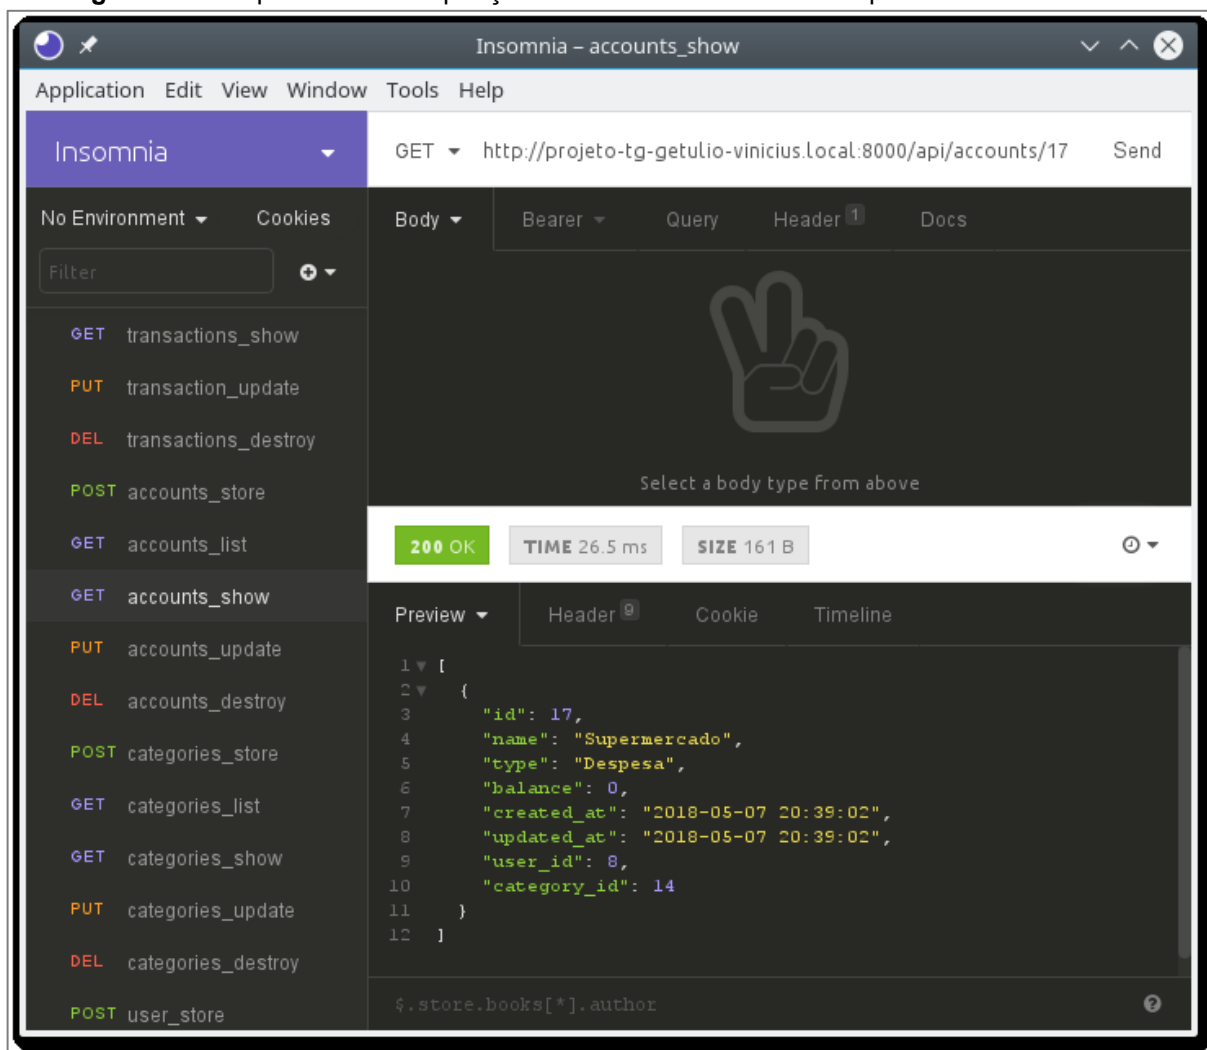 Insomnia – accounts_show
Application Edit View Window Tools Help
Insomnia
GET http://projeto-tg-getulio-vinicius.local:8000/api/accounts/17 Send
No Environment Cookies
Body Bearer Query Header 1 Docs
Filter
GET transactions_show
PUT transaction_update
DEL transactions_destroy
POST accounts_store
GET accounts_list
GET accounts_show
PUT accounts_update
DEL accounts_destroy
POST categories_store
GET categories_list
GET categories_show
PUT categories_update
DEL categories_destroy
POST user_store
Select a body type from above
200 OK TIME 26.5 ms SIZE 161 B
Preview Header 9 Cookie Timeline
1 [
2 {
3 "id": 17,
4 "name": "Supermercado",
5 "type": "Despesa",
6 "balance": 0,
7 "created_at": "2018-05-07 20:39:02",
8 "updated_at": "2018-05-07 20:39:02",
9 "user_id": 8,
10 "category_id": 14
11 }
12 ]
$.store.books[*].author